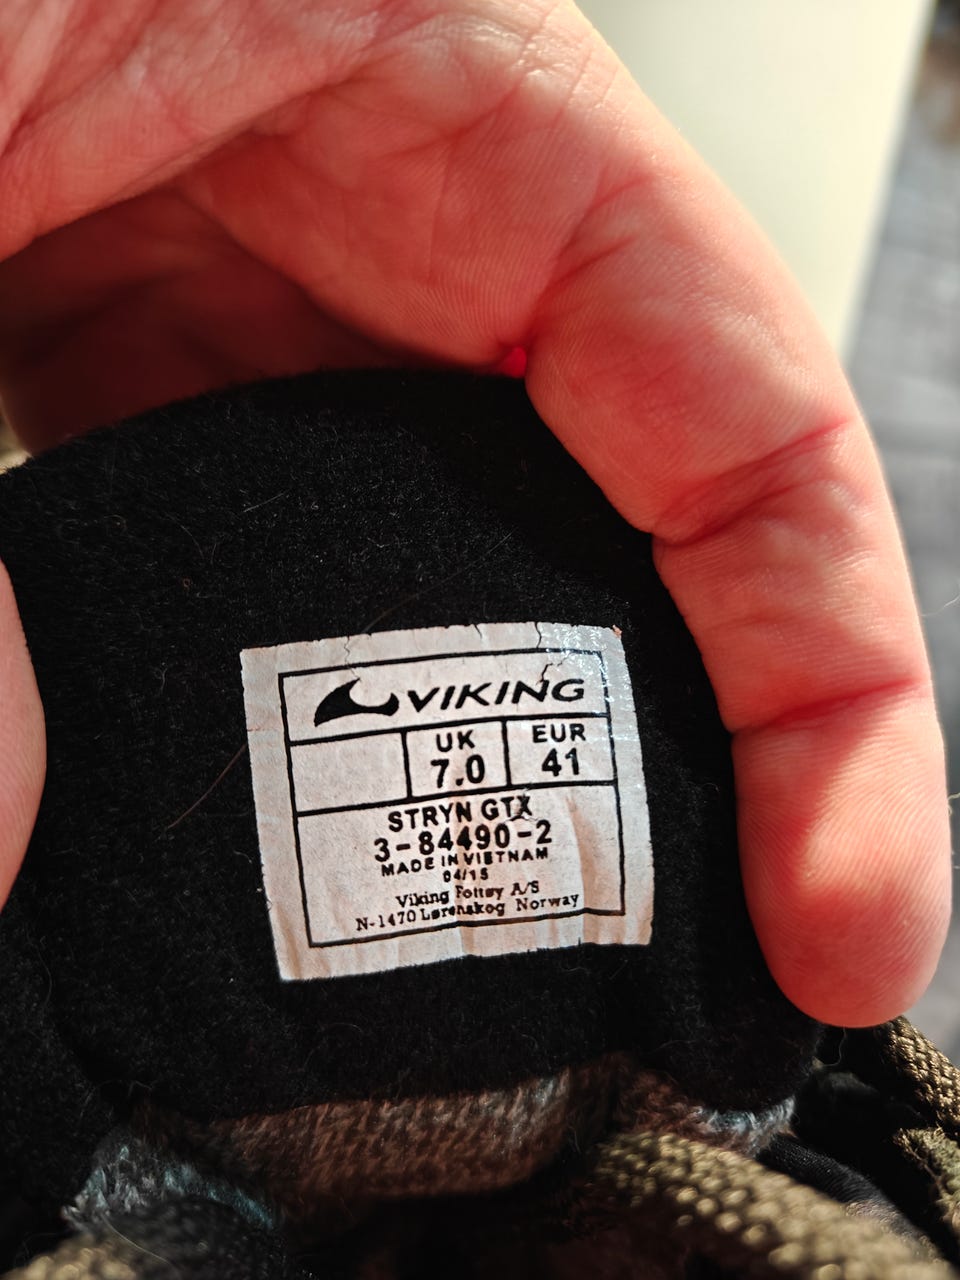 VIKING
UK EUR
7.0 41
STRYN GTX
3-84490-2
MADE IN VIETNAM
04/15
Viking Fottøy A/S
N-1470 Lørenskog Norway